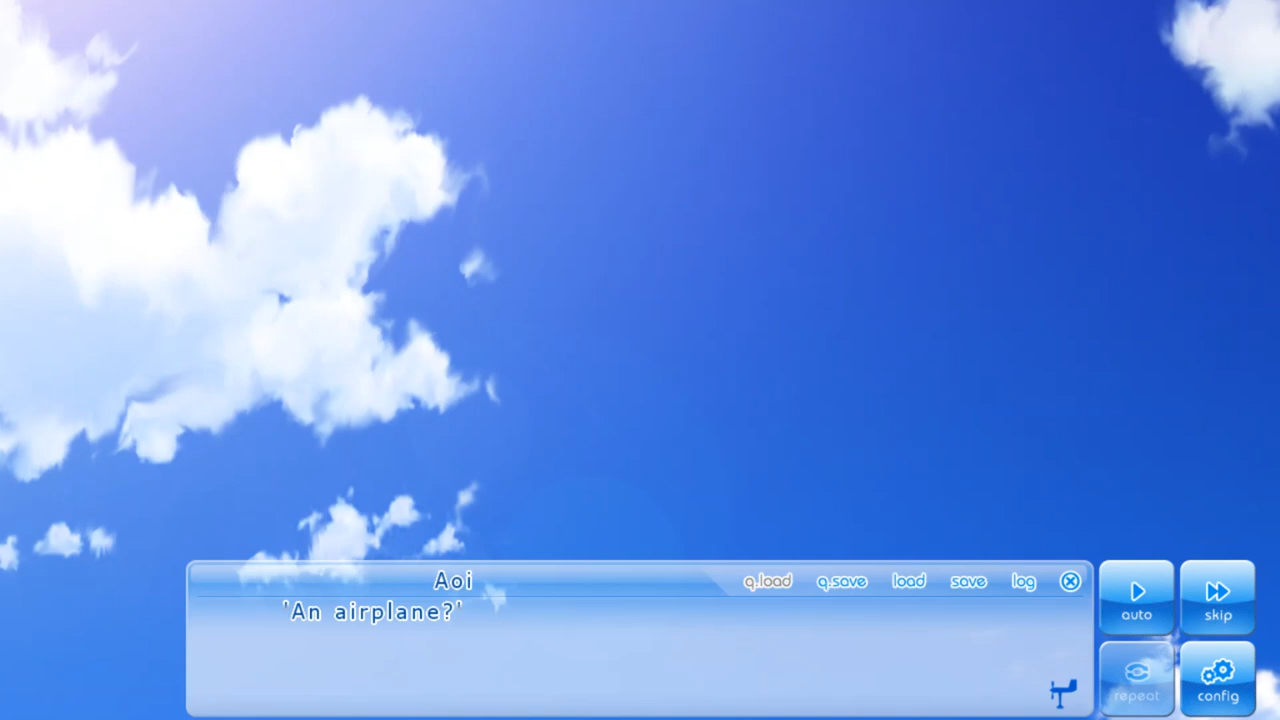 Aoi
q.load q.save load save log
'An airplane?'
auto
skip
repeat
config